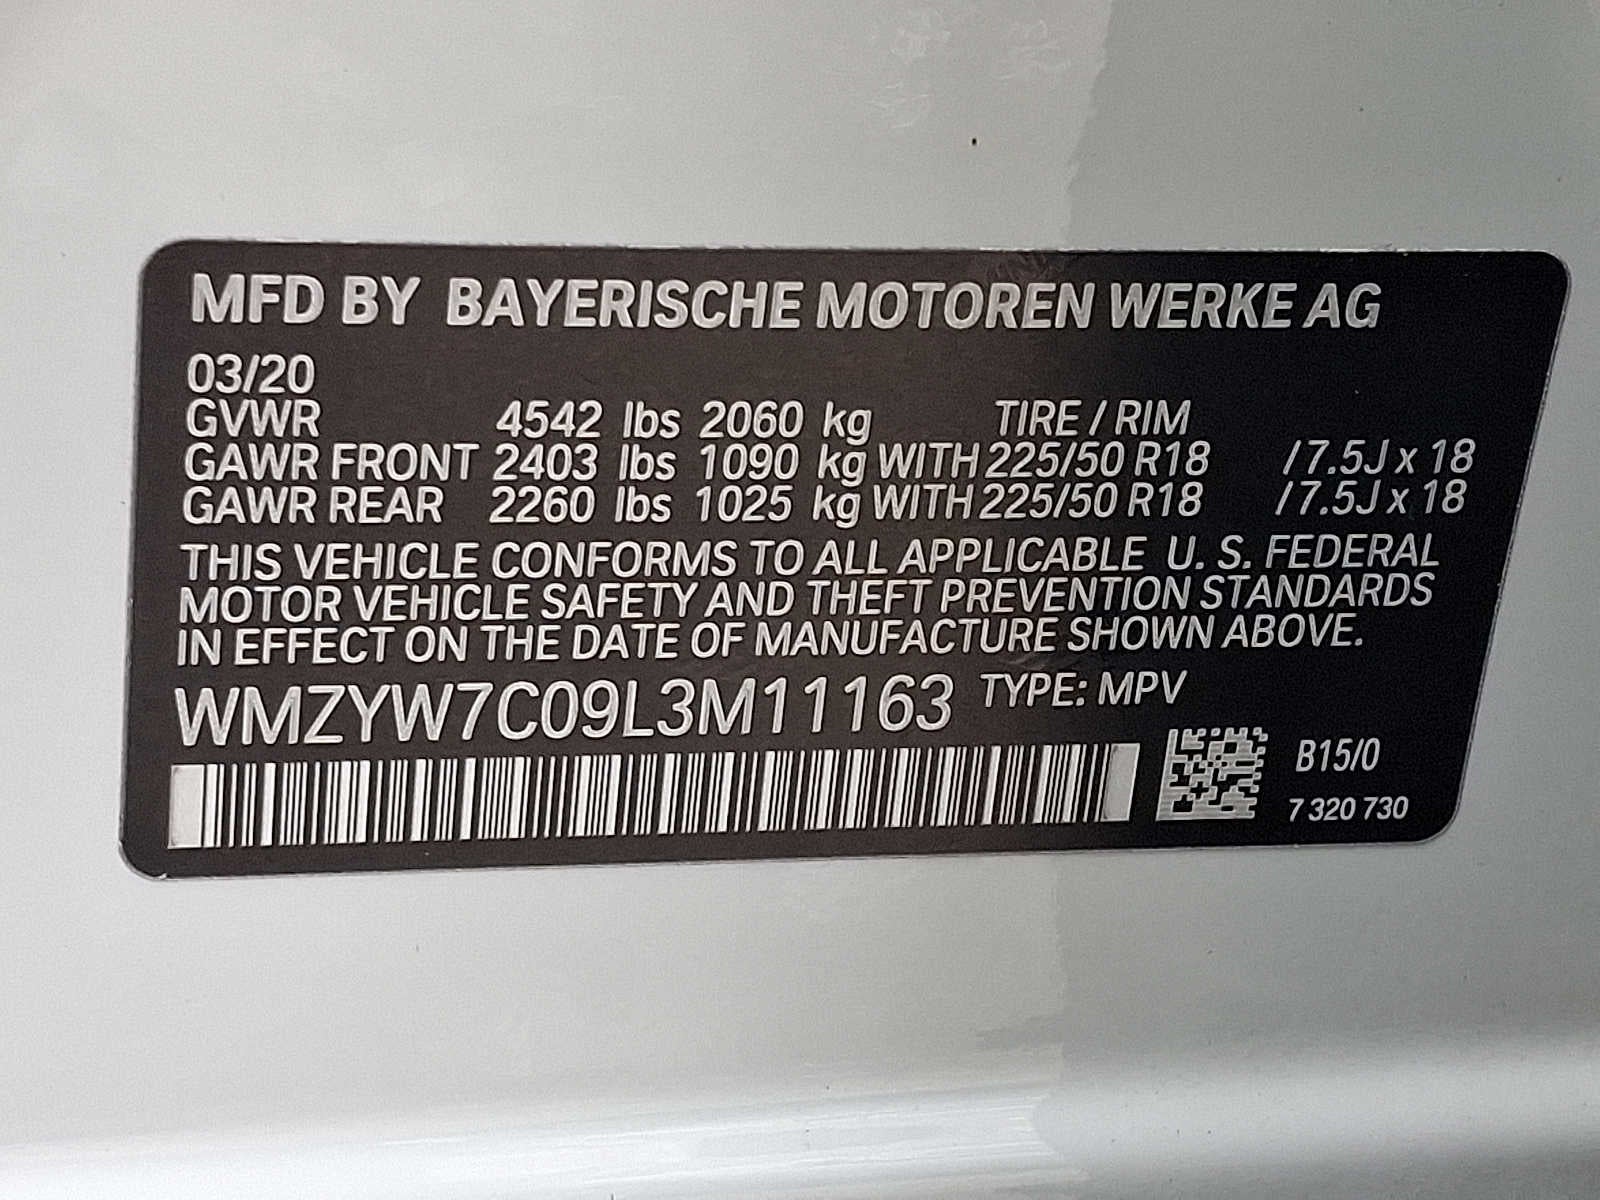 MFD BY BAYERISCHE MOTOREN WERKE AG
03/20
GVWR 4542 lbs 2060 kg TIRE / RIM
GAWR FRONT 2403 lbs 1090 kg WITH 225/50 R18 / 7.5J x 18
GAWR REAR 2260 lbs 1025 kg WITH 225/50 R18 / 7.5J x 18
THIS VEHICLE CONFORMS TO ALL APPLICABLE U. S. FEDERAL
MOTOR VEHICLE SAFETY AND THEFT PREVENTION STANDARDS
IN EFFECT ON THE DATE OF MANUFACTURE SHOWN ABOVE.
WMZYW7C09L3M11163 TYPE: MPV
B15/0
7 320 730